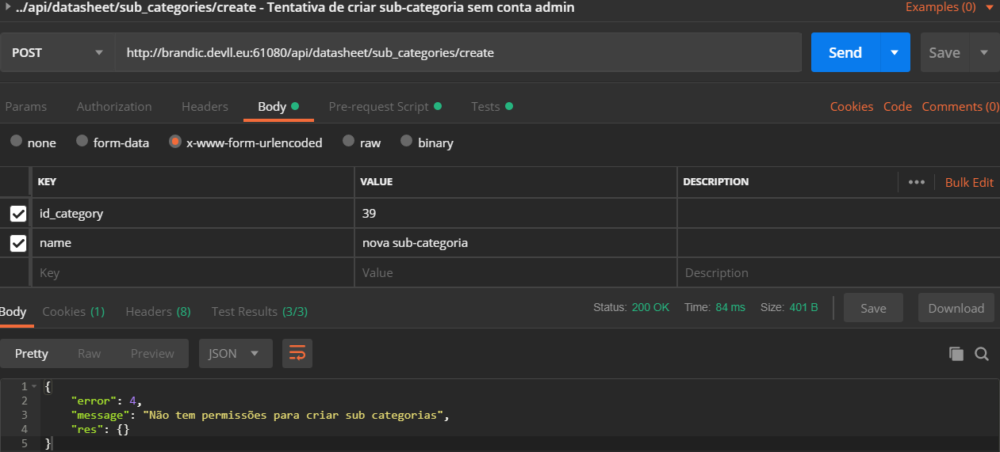 ../api/datasheet/sub_categories/create - Tentativa de criar sub-categoria sem conta admin Examples (0)
POST http://brandic.devll.eu:61080/api/datasheet/sub_categories/create Send Save
Params Authorization Headers Body Pre-request Script Tests Cookies Code Comments (0)
none form-data x-www-form-urlencoded raw binary
KEY VALUE DESCRIPTION ••• Bulk Edit
id_category 39
name nova sub-categoria
Key Value Description
Body Cookies (1) Headers (8) Test Results (3/3) Status: 200 OK Time: 84 ms Size: 401 B Save Download
Pretty Raw Preview JSON
1 {
2 "error": 4,
3 "message": "Não tem permissões para criar sub categorias",
4 "res": {}
5 }